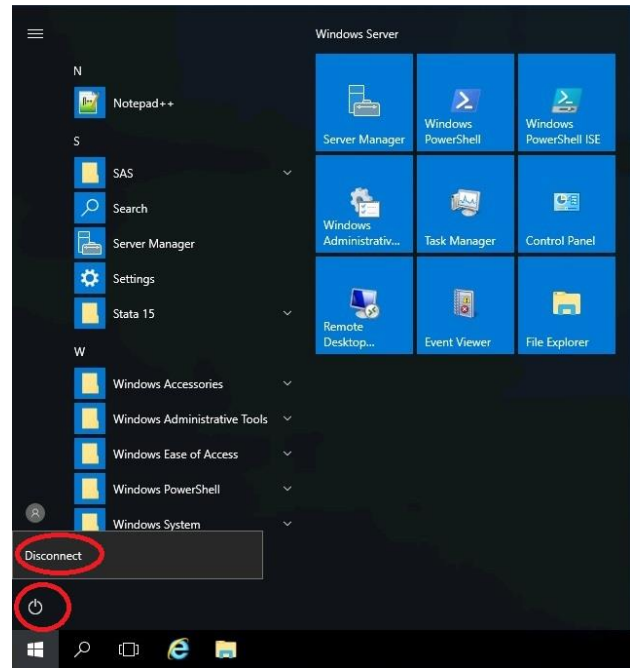 Windows Server
N
Notepad++
S
SAS
Search
Server Manager
Settings
Stata 15
W
Windows Accessories
Windows Administrative Tools
Windows Ease of Access
Windows PowerShell
Windows System
Disconnect
Server Manager
Windows
PowerShell
Windows
PowerShell ISE
Windows
Administrativ...
Task Manager
Control Panel
Remote
Desktop...
Event Viewer
File Explorer